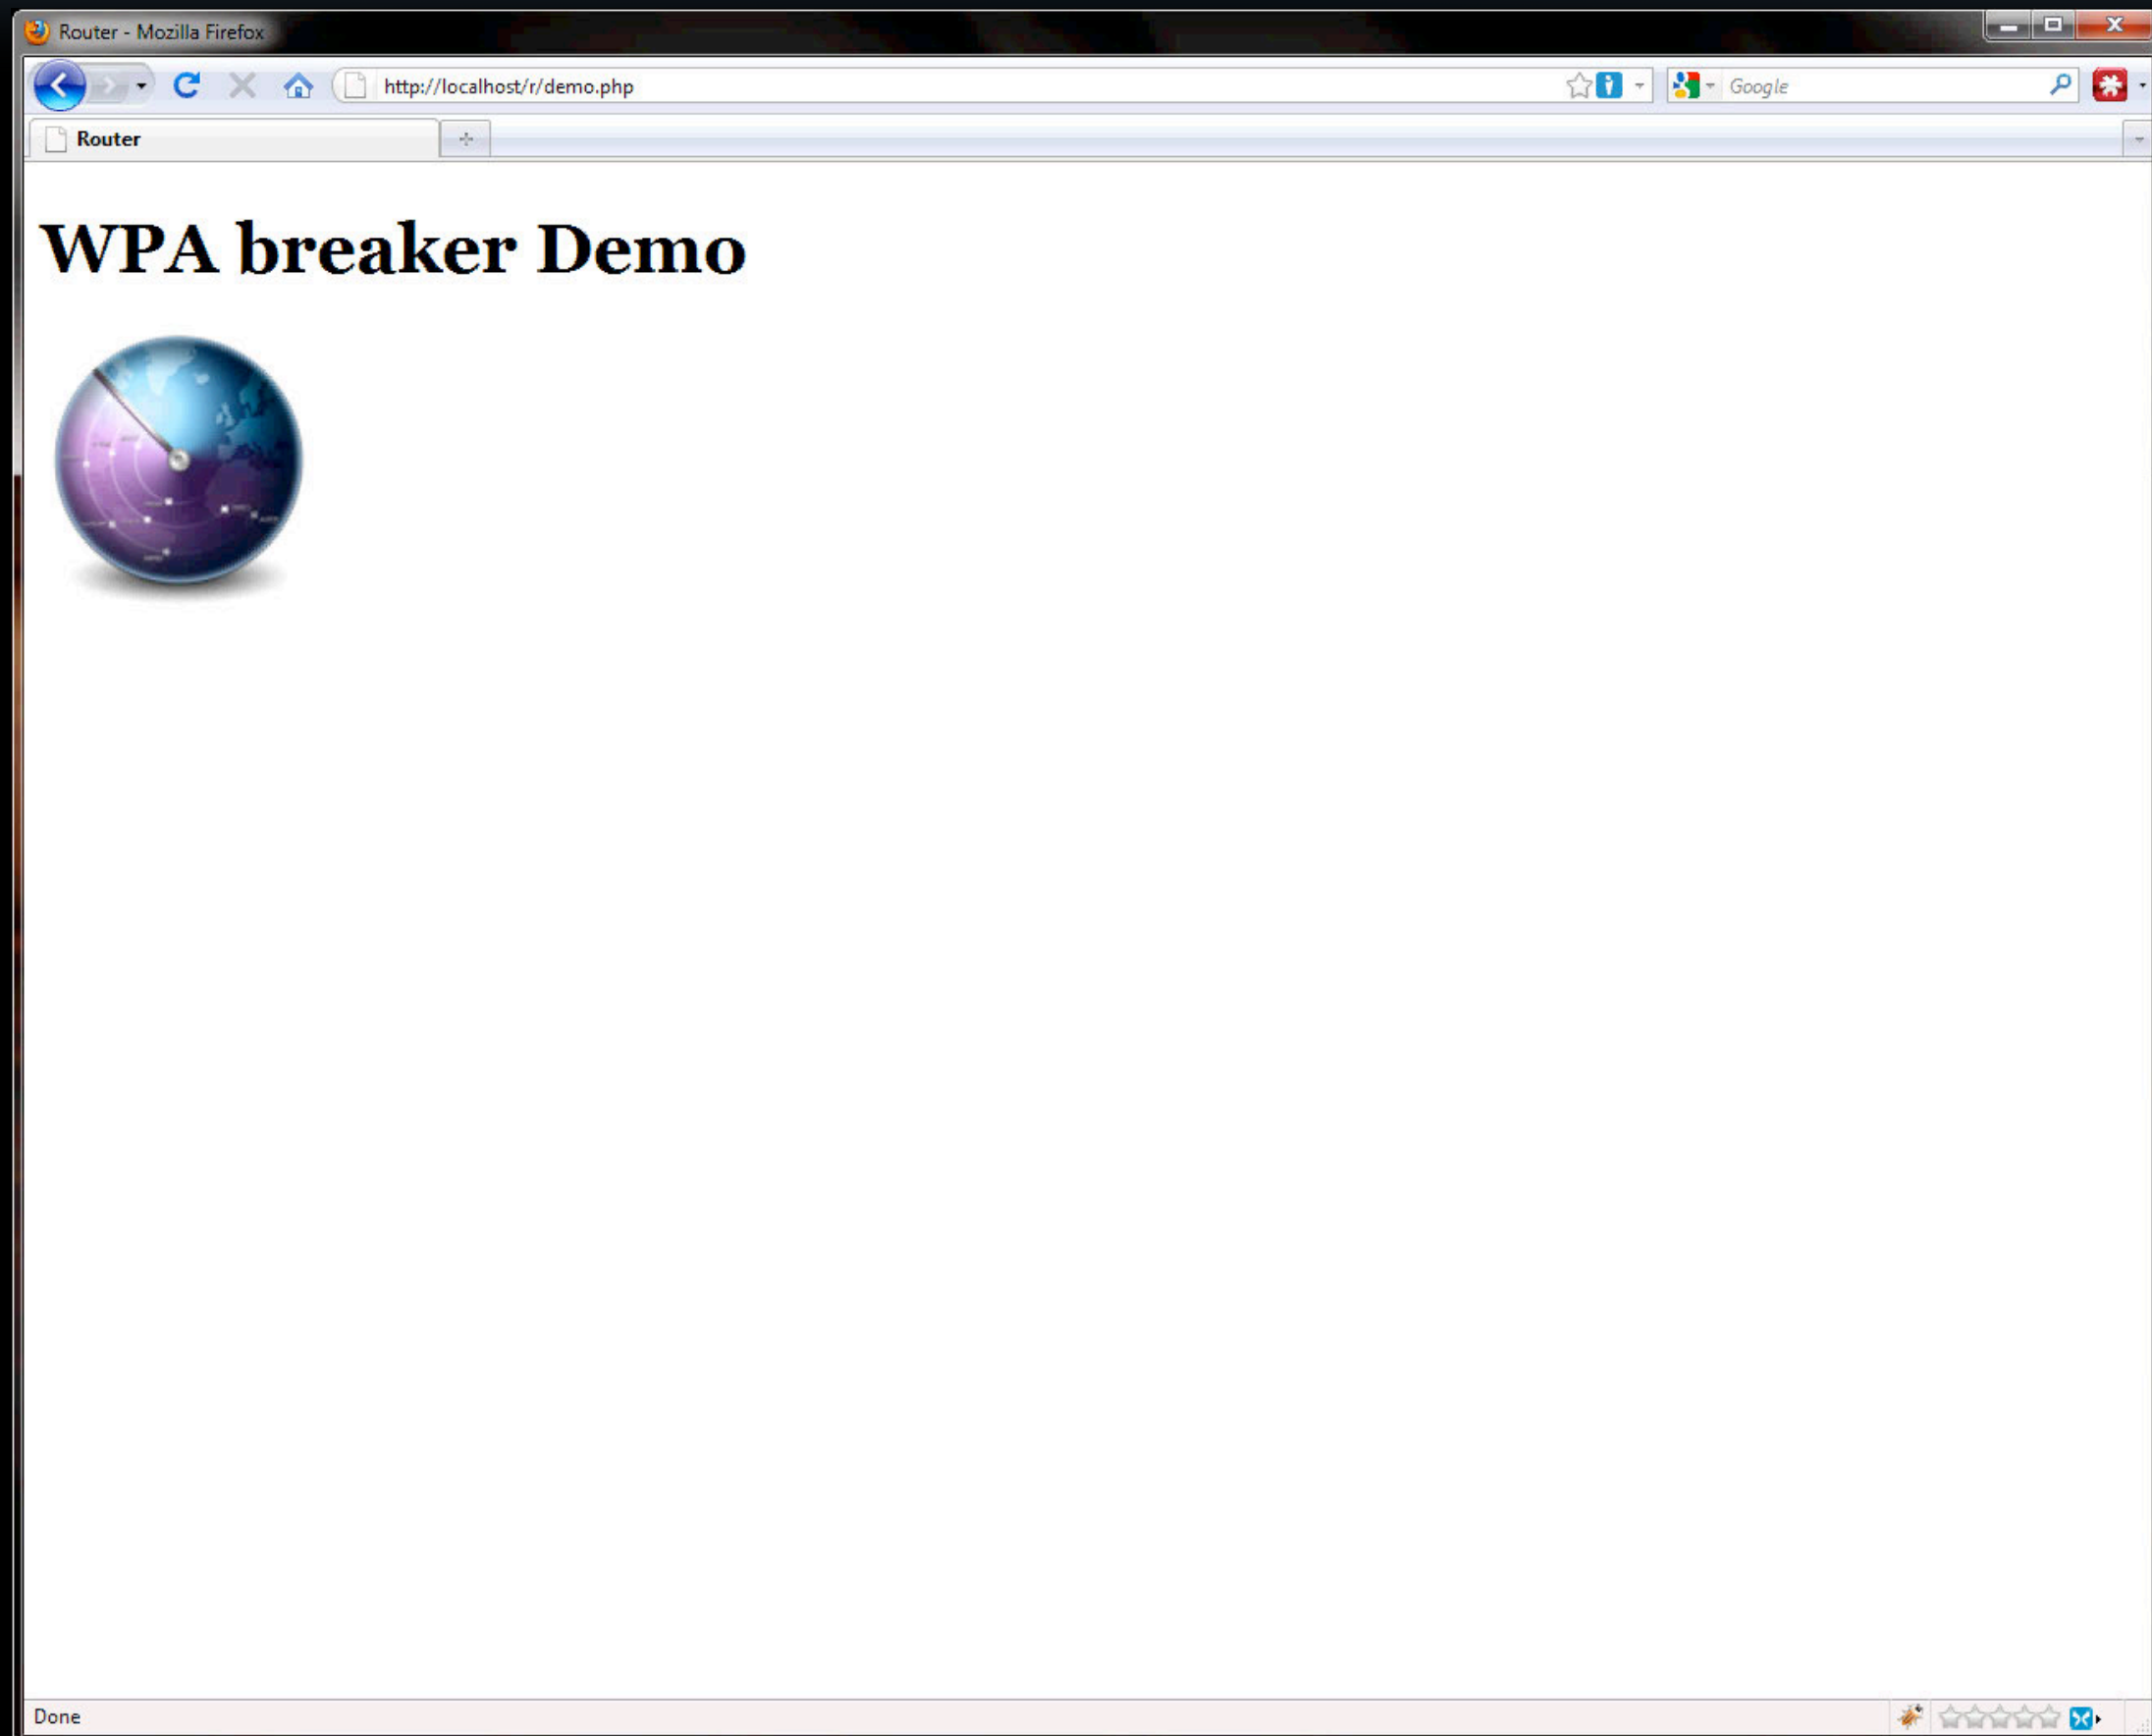 Router - Mozilla Firefox
http://localhost/r/demo.php
Google
Router
WPA breaker Demo
Done